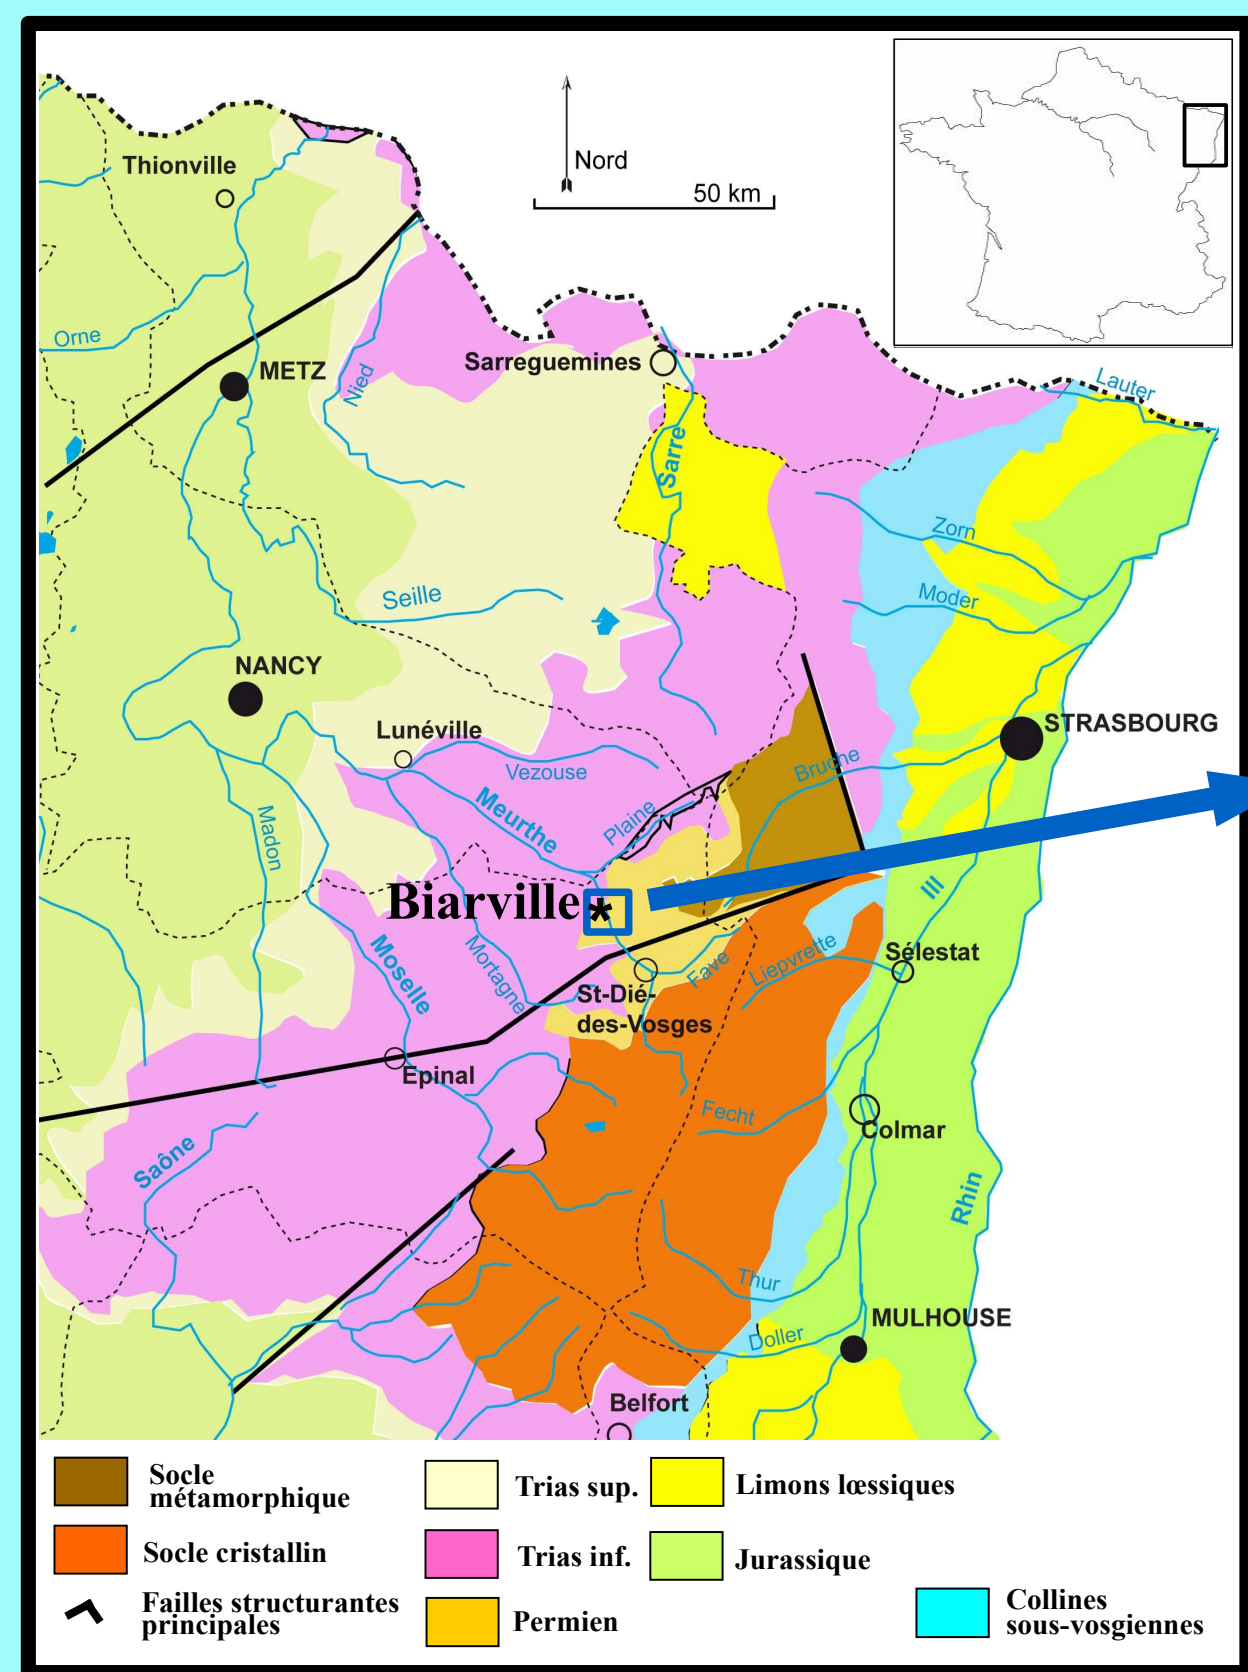 Thionville
Nord
50 km
Orne
METZ
Nied
Sarreguemines
Lauter
Sarre
Zorn
Seille
Moder
NANCY
Lunéville
STRASBOURG
Vezouse
Bruche
Meurthe
Plaine
Madon
Biarville*
Ill
Moselle
Mortagne
Fave
Liepvrette
Sélestat
St-Dié-
des-Vosges
Epinal
Fecht
Colmar
Saône
Rhin
Thur
MULHOUSE
Doller
Belfort
Socle
métamorphique
Trias sup.
Limons lœssiques
Socle cristallin
Trias inf.
Jurassique
Failles structurantes
principales
Permien
Collines
sous-vosgiennes